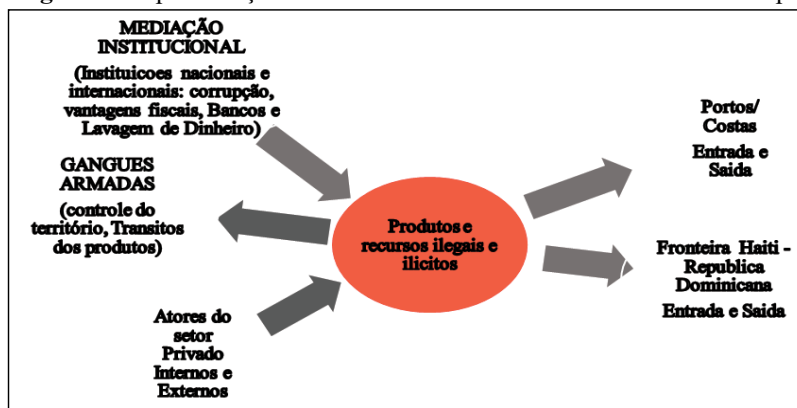 MEDIAÇÃO
INSTITUCIONAL
(Instituicoes nacionais e
internacionais: corrupção,
vantagens fiscais, Bancos e
Lavagem de Dinheiro)
GANGUES
ARMADAS
(controle do
território, Transitos
dos produtos)
Atores do
setor
Privado
Internos e
Externos
Produtos e
recursos ilegais e
ilicitos
Portos/
Costas
Entrada e
Saida
Fronteira Haiti -
Republica
Dominicana
Entrada e Saida